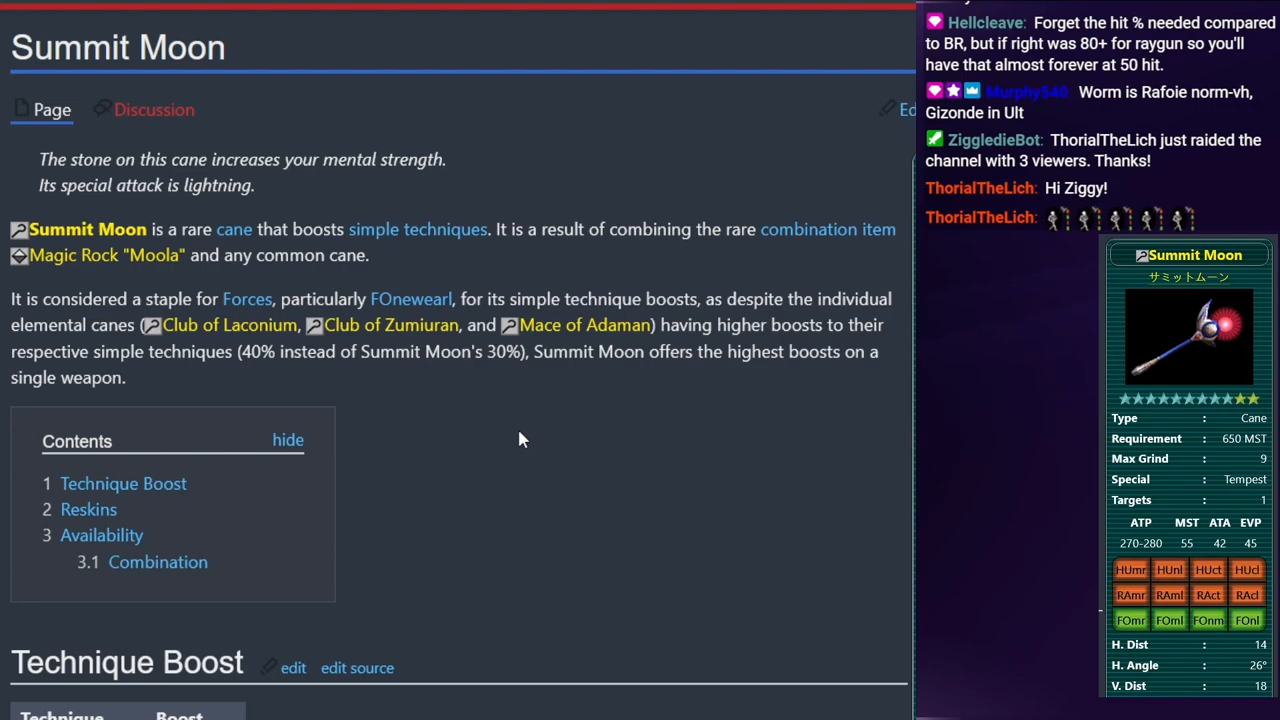 Summit Moon
Page Discussion Ed
The stone on this cane increases your mental strength.
Its special attack is lightning.
Summit Moon is a rare cane that boosts simple techniques. It is a result of combining the rare combination item
Magic Rock "Moola" and any common cane.
It is considered a staple for Forces, particularly FOnewearl, for its simple technique boosts, as despite the individual
elemental canes (Club of Laconium, Club of Zumiuran, and Mace of Adaman) having higher boosts to their
respective simple techniques (40% instead of Summit Moon's 30%), Summit Moon offers the highest boosts on a
single weapon.
Contents hide
1 Technique Boost
2 Reskins
3 Availability
3.1 Combination
Technique Boost edit edit source
Technique Boost
Hellcleave: Forget the hit % needed compared
to BR, but if right was 80+ for raygun so you'll
have that almost forever at 50 hit.
Murphy540: Worm is Rafoie norm-vh,
Gizonde in Ult
ZiggledieBot: ThorialTheLich just raided the
channel with 3 viewers. Thanks!
ThorialTheLich: Hi Ziggy!
ThorialTheLich:
Summit Moon
サミットムーン
Type : Cane
Requirement : 650 MST
Max Grind : 9
Special : Tempest
Targets : 1
ATP MST ATA EVP
270-280 55 42 45
HUmr HUnl HUct HUcl
RAmr RAml RAct RAcl
FOmr FOml FOnm FOnl
H. Dist : 14
H. Angle : 26°
V. Dist : 18